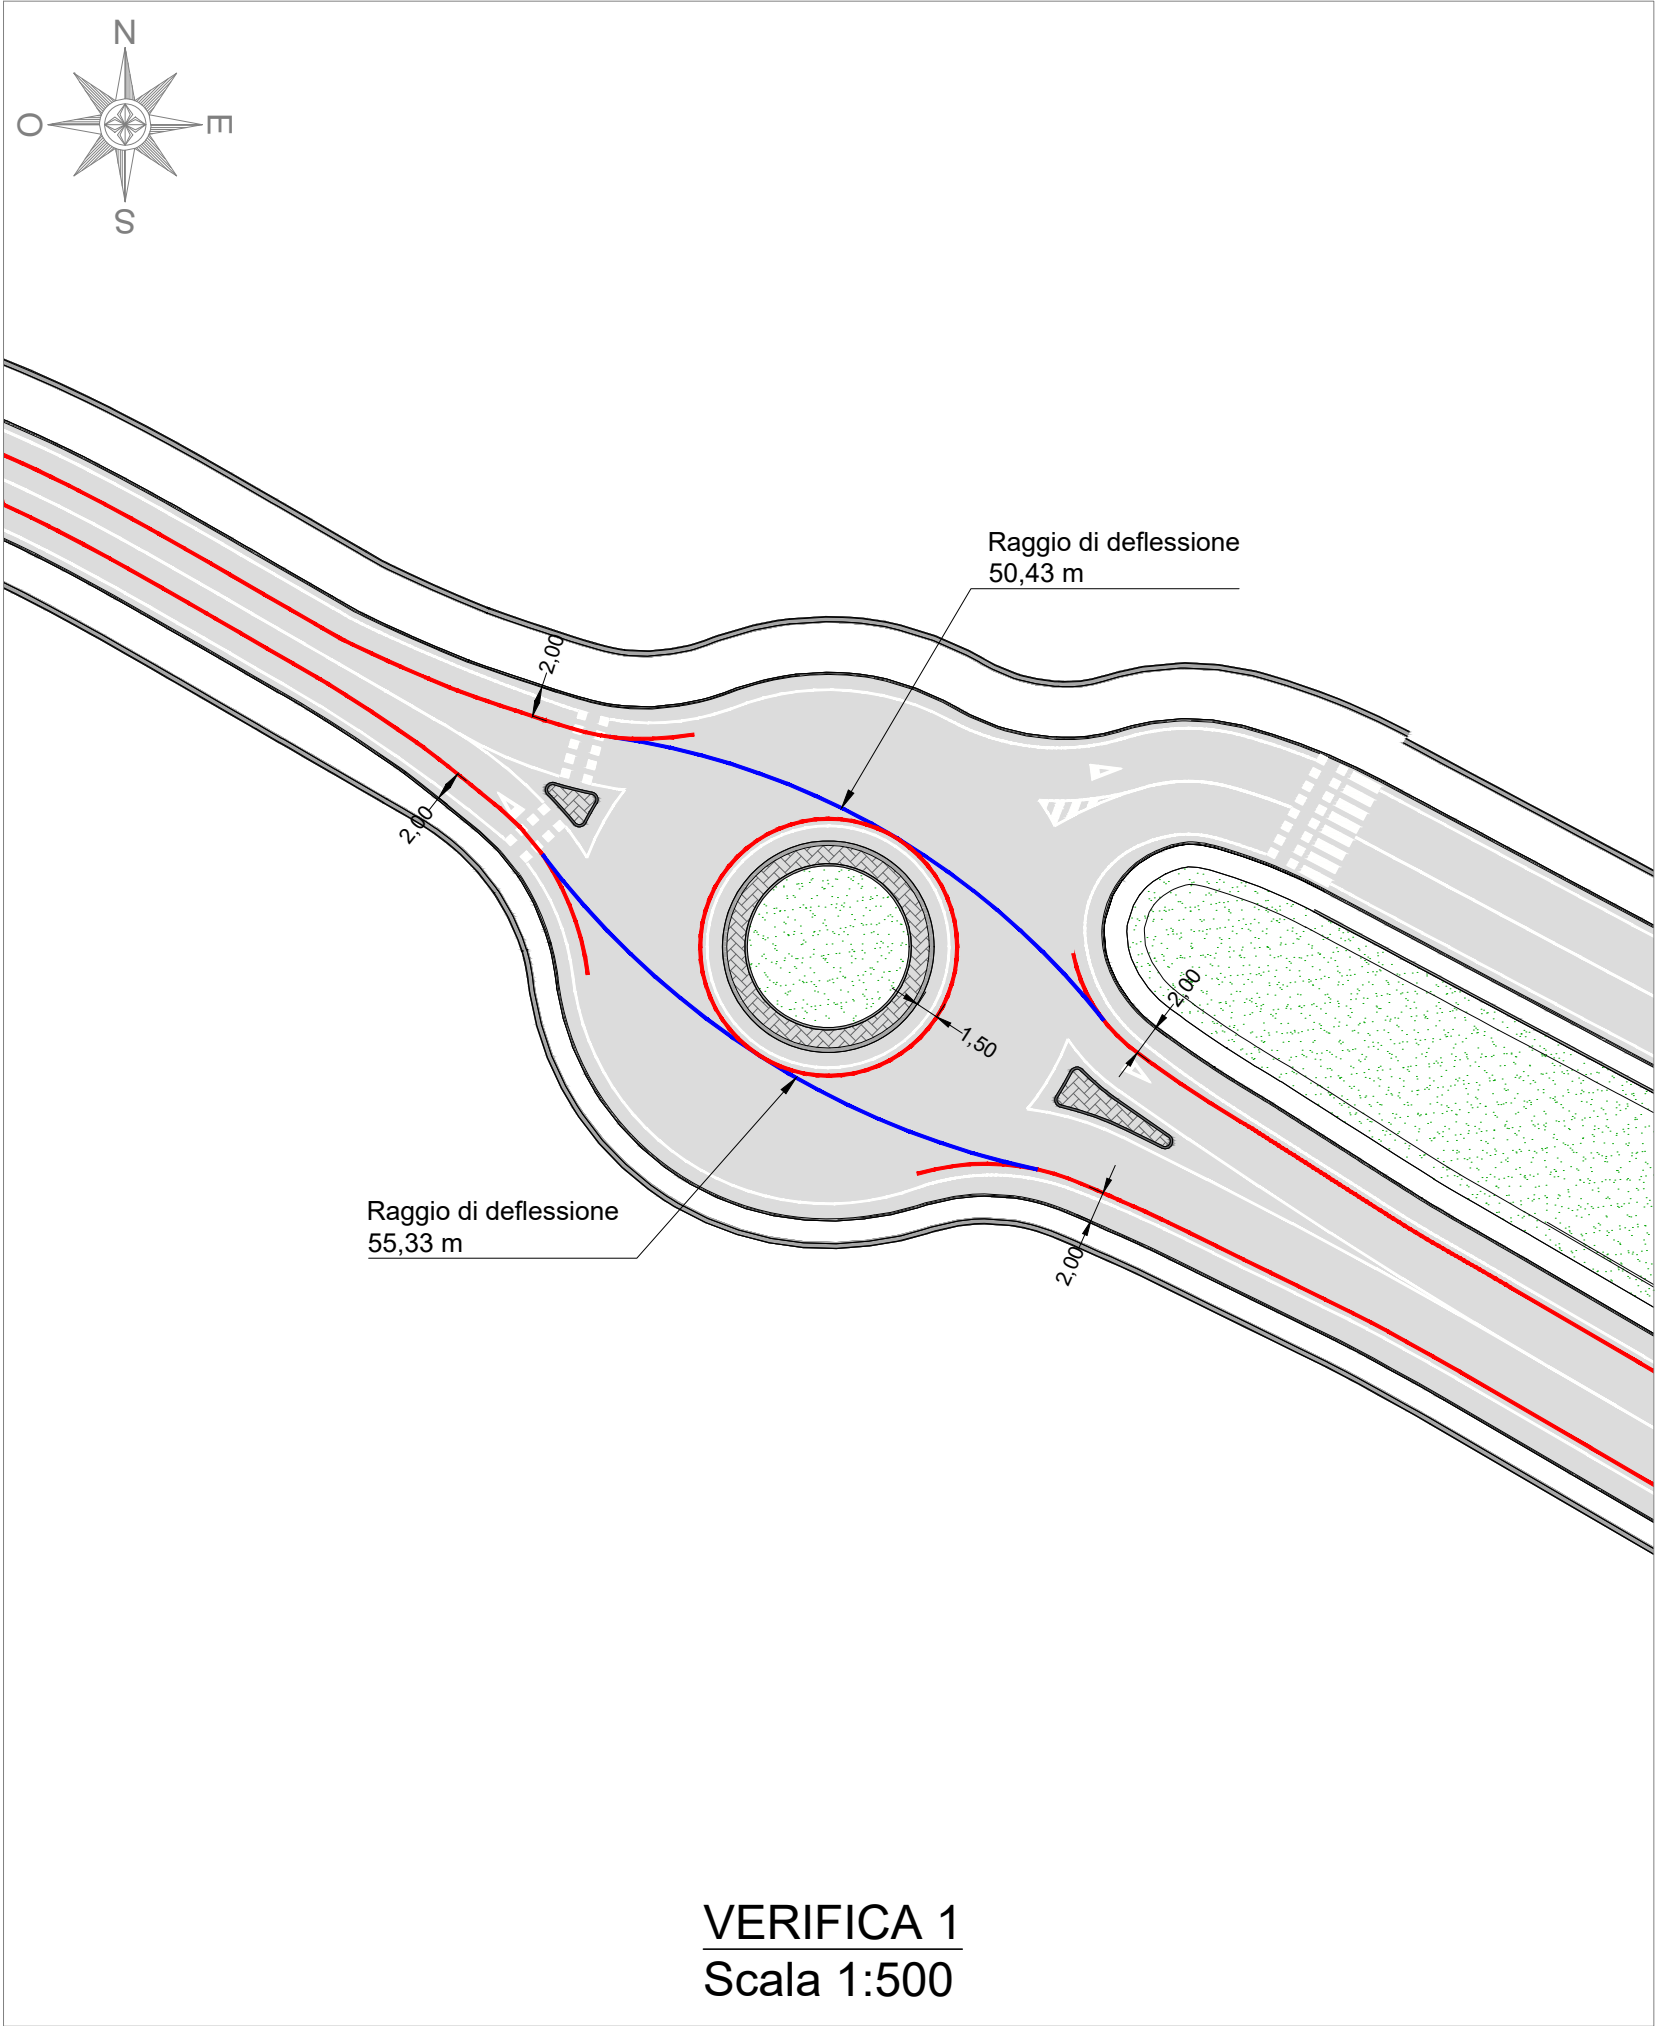 N
O
E
S
Raggio di deflessione
50,43 m
2,00
2,00
2,00
1,50
Raggio di deflessione
55,33 m
2,00
VERIFICA 1
Scala 1:500